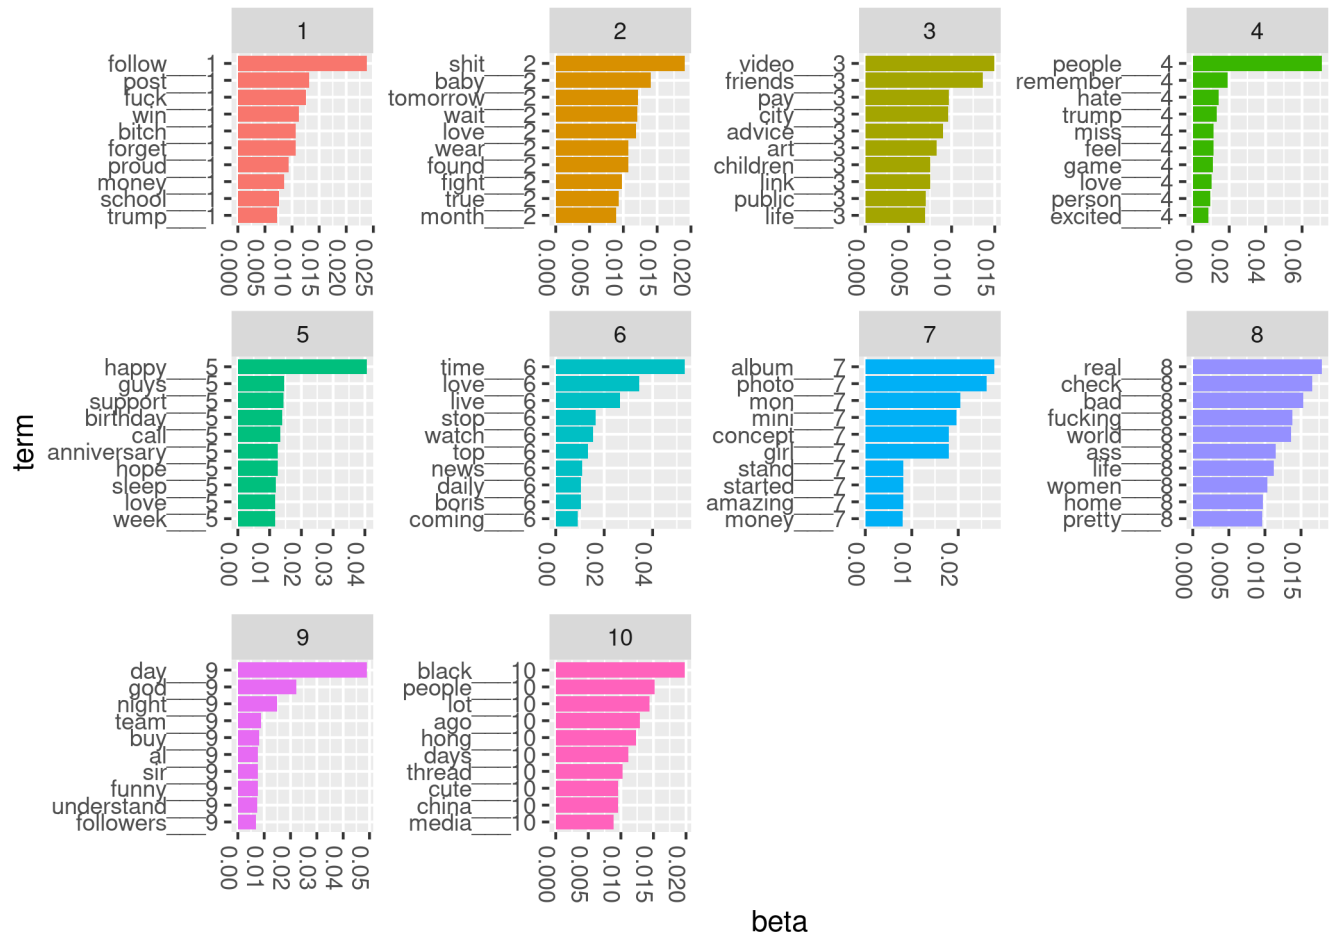 1
follow___1
post___1
fuck___1
win___1
bitch___1
forget___1
proud___1
money___1
school___1
trump___1
0.000
0.005
0.010
0.015
0.020
0.025
2
shit___2
baby___2
tomorrow___2
wait___2
love___2
wear___2
found___2
fight___2
true___2
month___2
0.000
0.005
0.010
0.015
0.020
3
video___3
friends___3
pay___3
city___3
advice___3
art___3
children___3
link___3
public___3
life___3
0.000
0.005
0.010
0.015
4
people___4
remember___4
hate___4
trump___4
miss___4
feel___4
game___4
love___4
person___4
excited___4
0.00
0.02
0.04
0.06
term
5
happy___5
guys___5
support___5
birthday___5
call___5
anniversary___5
hope___5
sleep___5
love___5
week___5
0.00
0.01
0.02
0.03
0.04
6
time___6
love___6
live___6
stop___6
watch___6
top___6
news___6
daily___6
boris___6
coming___6
0.00
0.02
0.04
7
album___7
photo___7
mon___7
mini___7
concept___7
girl___7
stand___7
started___7
amazing___7
money___7
0.00
0.01
0.02
8
real___8
check___8
bad___8
fucking___8
world___8
ass___8
life___8
women___8
home___8
pretty___8
0.000
0.005
0.010
0.015
9
day___9
god___9
night___9
team___9
buy___9
al___9
sir___9
funny___9
understand___9
followers___9
0.00
0.01
0.02
0.03
0.04
0.05
10
black___10
people___10
lot___10
ago___10
hong___10
days___10
thread___10
cute___10
china___10
media___10
0.000
0.005
0.010
0.015
0.020
beta